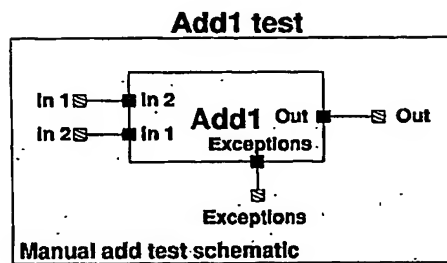 Add1 test
In 1 In 2
Add1 Out Out
In 2 In 1
Exceptions
Exceptions
Manual add test schematic